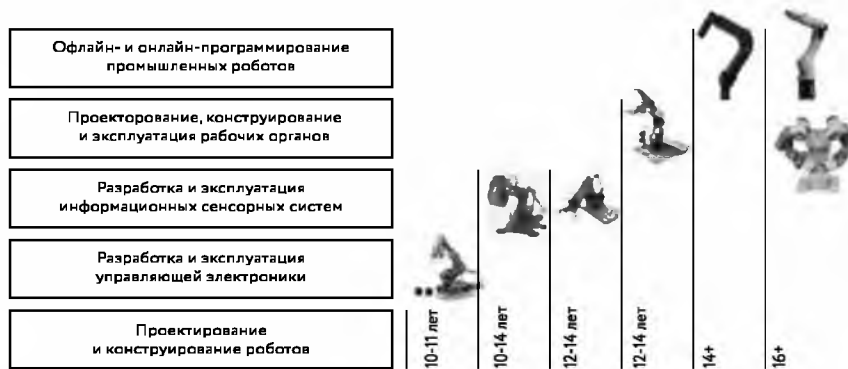 Офлайн- и онлайн-программирование
промышленных роботов
Проекторование, конструирование
и эксплуатация рабочих органов
Разработка и эксплуатация
информационных сенсорных систем
Разработка и эксплуатация
управляющей электроники
Проектирование
и конструирование роботов
10-11 лет
10-14 лет
12-14 лет
12-14 лет
14+
16+